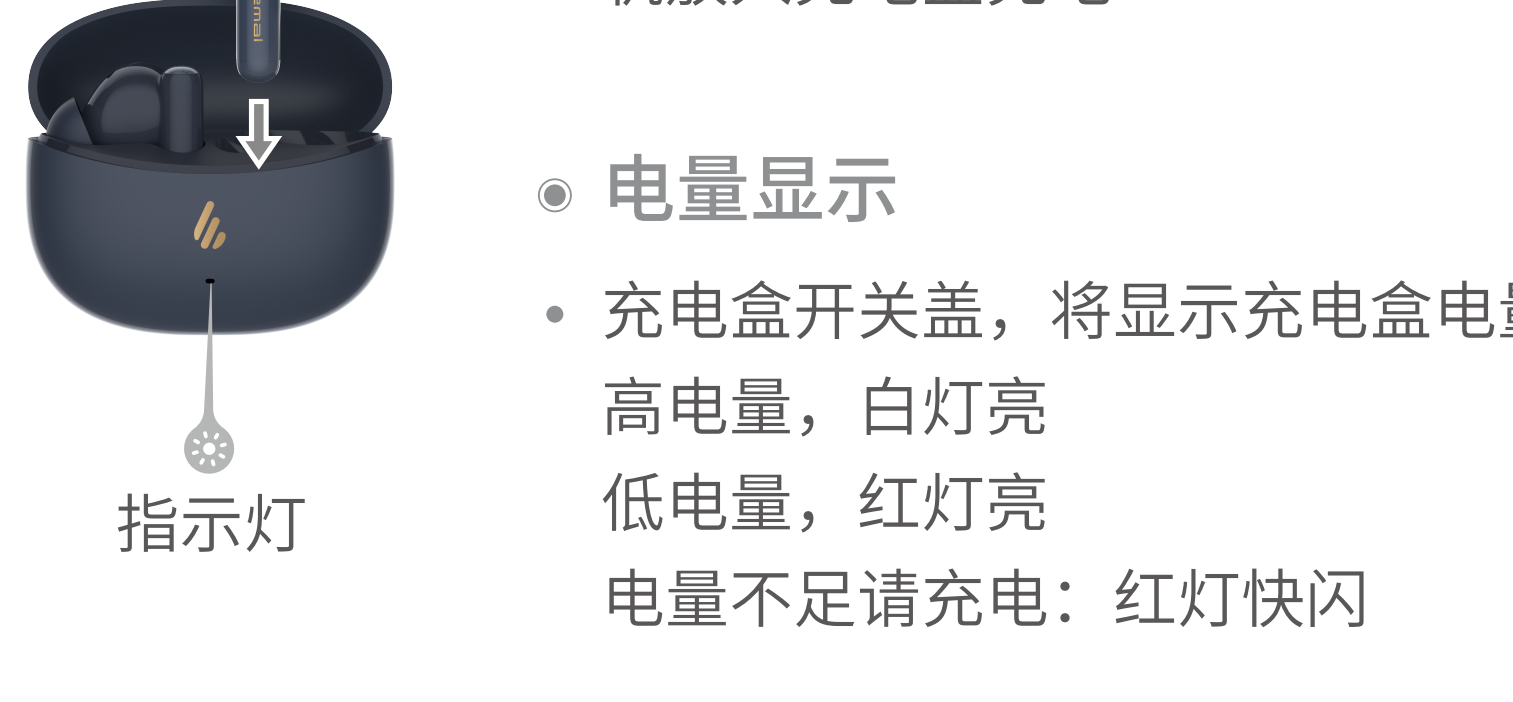 电量显示
充电盒开关盖，将显示充电盒电量
高电量，白灯亮
低电量，红灯亮
电量不足请充电：红灯快闪
指示灯